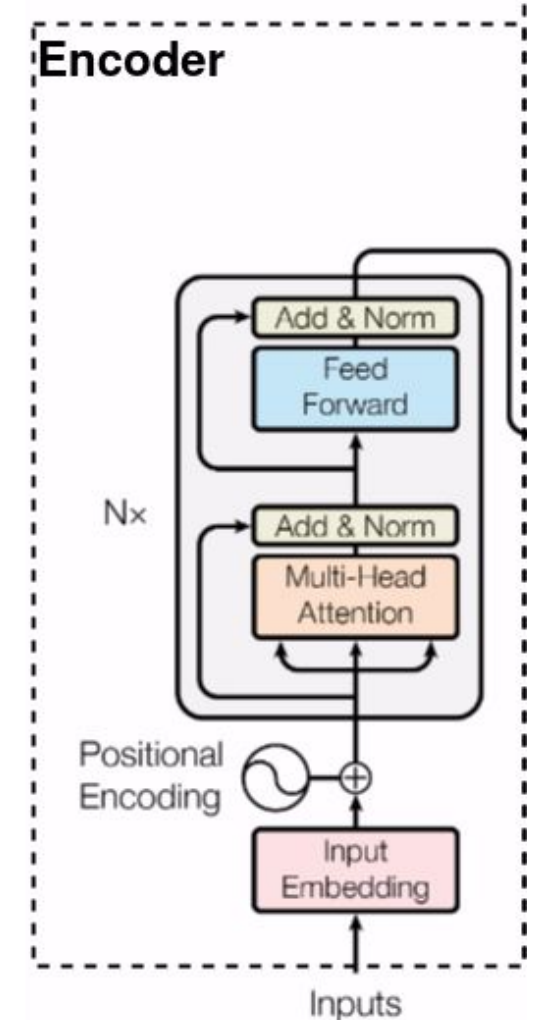 Encoder
Add & Norm
Feed
Forward
N×
Add & Norm
Multi-Head
Attention
Positional
Encoding
Input
Embedding
Inputs